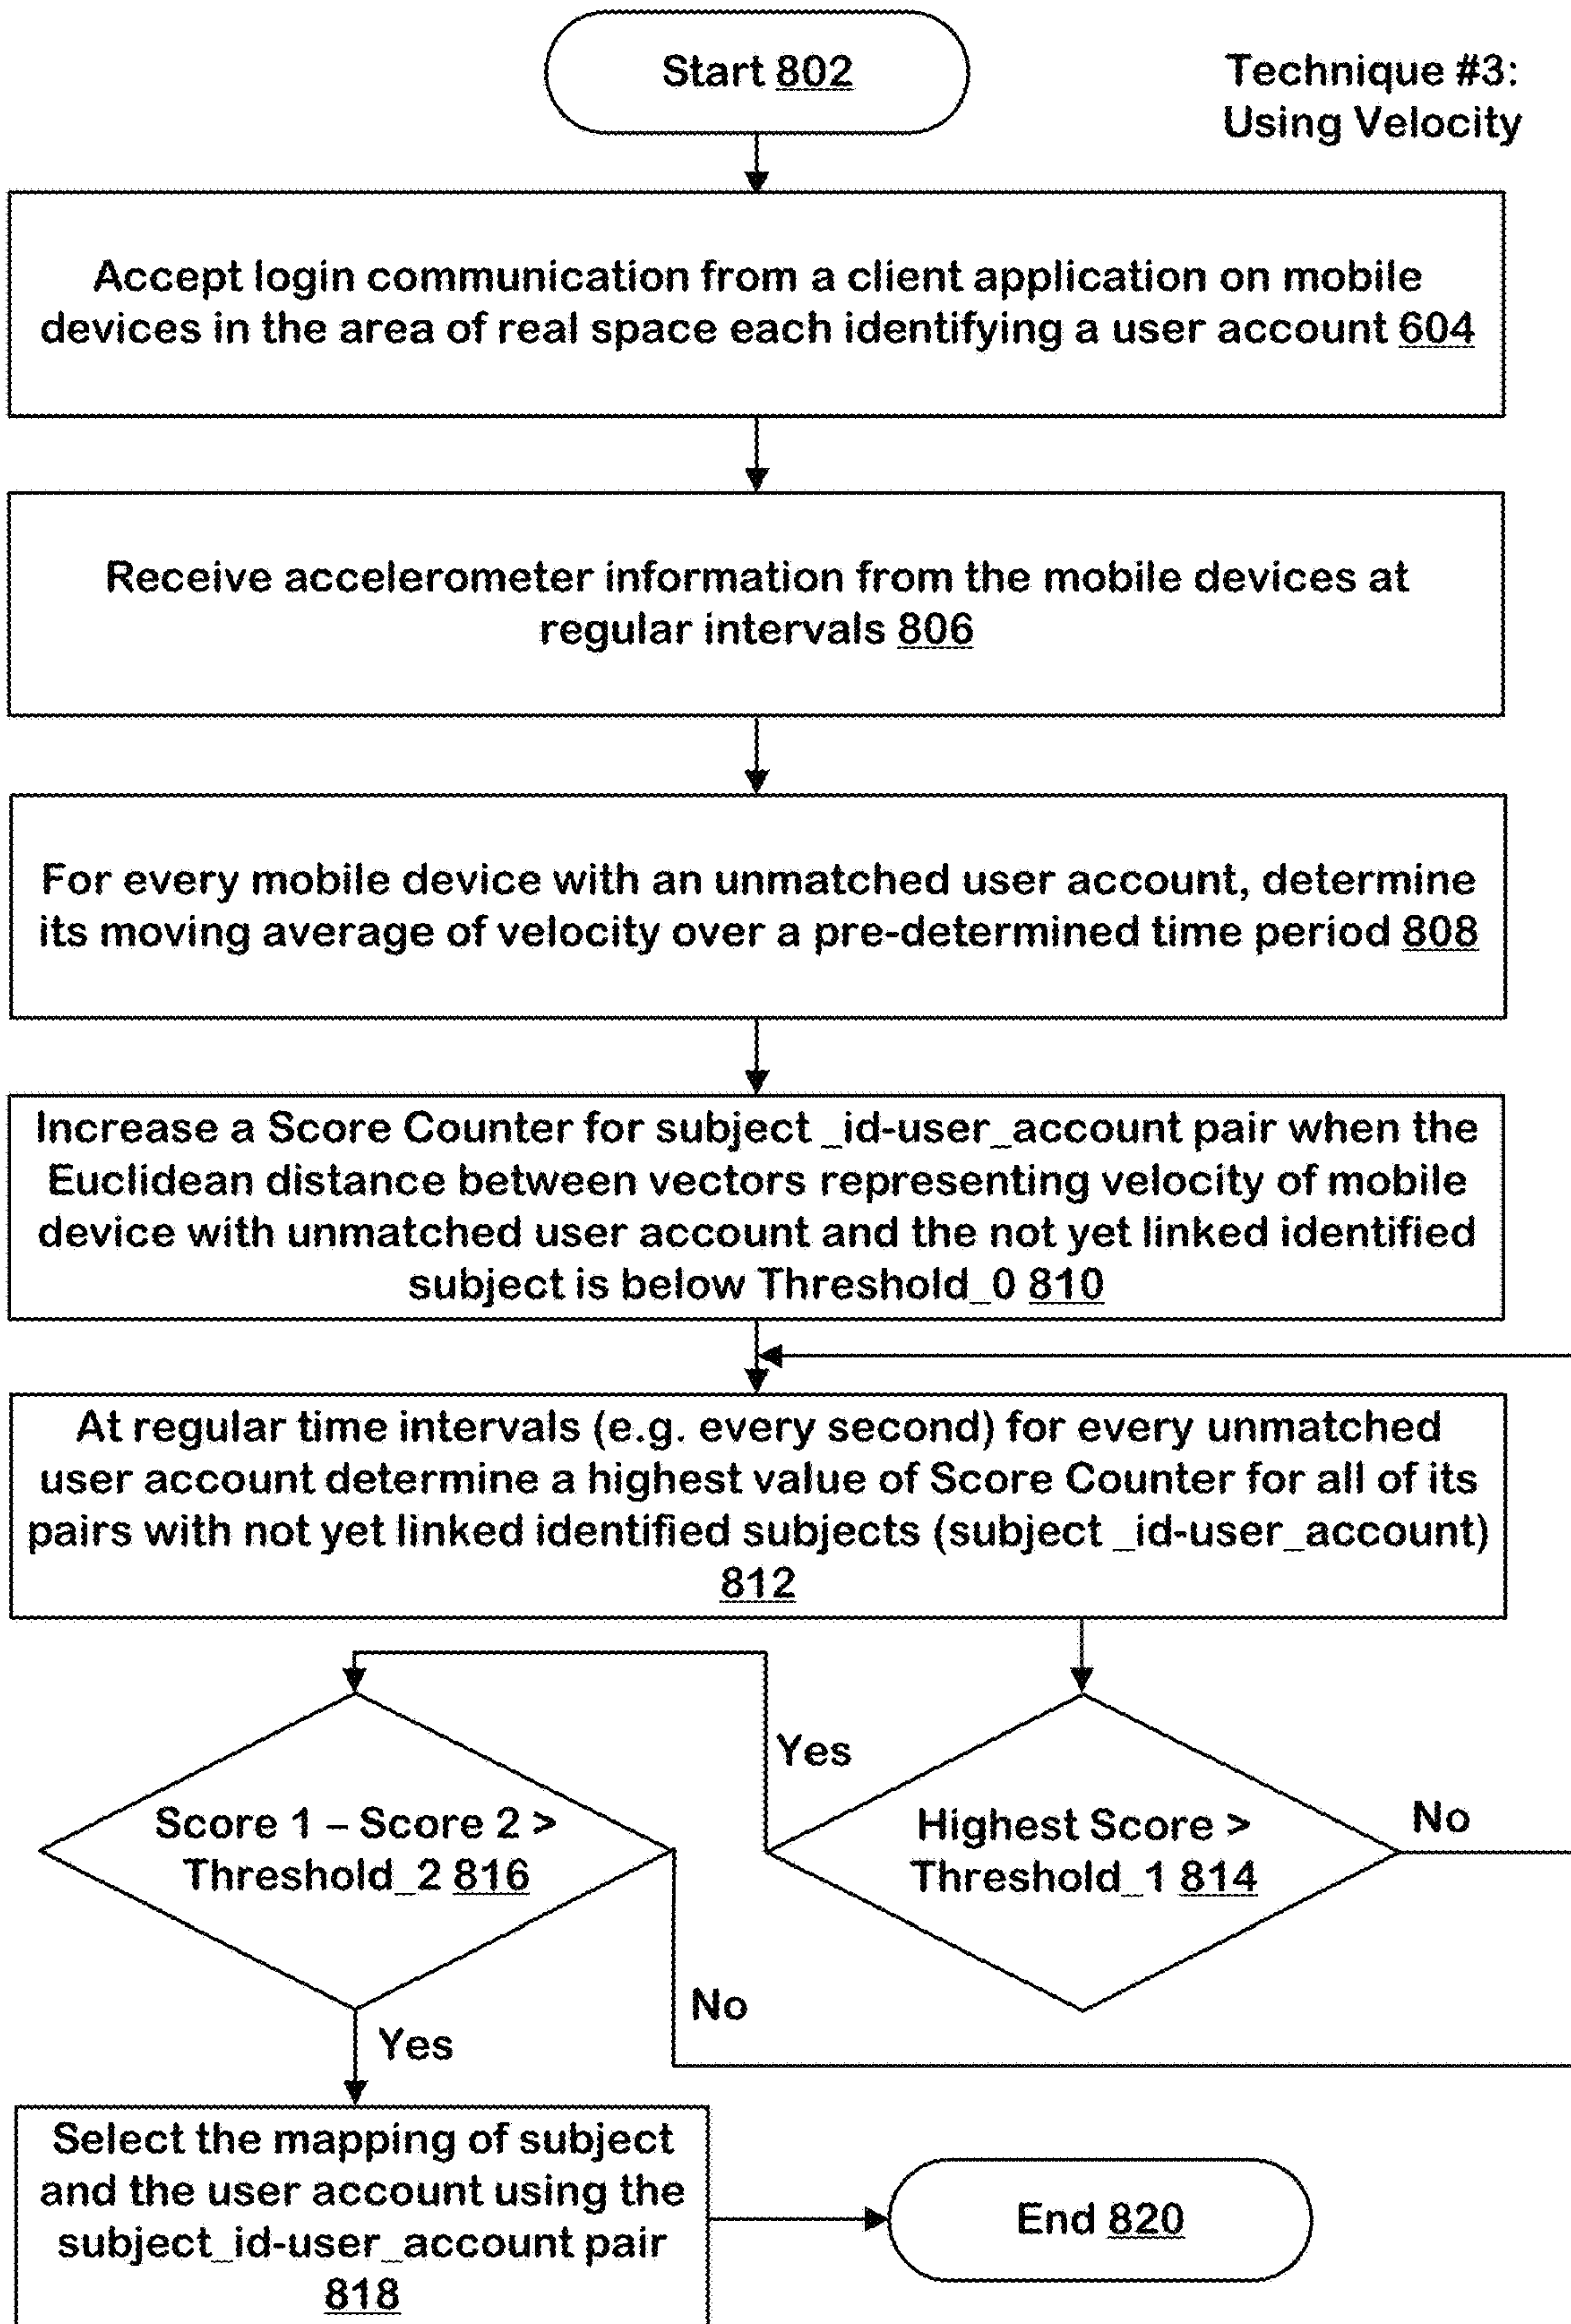 Start 802
Technique #3:
Using Velocity
Accept login communication from a client application on mobile
devices in the area of real space each identifying a user account 604
Receive accelerometer information from the mobile devices at
regular intervals 806
For every mobile device with an unmatched user account, determine
its moving average of velocity over a pre-determined time period 808
Increase a Score Counter for subject _id-user_account pair when the
Euclidean distance between vectors representing velocity of mobile
device with unmatched user account and the not yet linked identified
subject is below Threshold_0 810
At regular time intervals (e.g. every second) for every unmatched
user account determine a highest value of Score Counter for all of its
pairs with not yet linked identified subjects (subject _id-user_account)
812
Highest Score >
Threshold_1 814
Yes
No
Score 1 – Score 2 >
Threshold_2 816
No
Yes
Select the mapping of subject
and the user account using the
subject_id-user_account pair
818
End 820